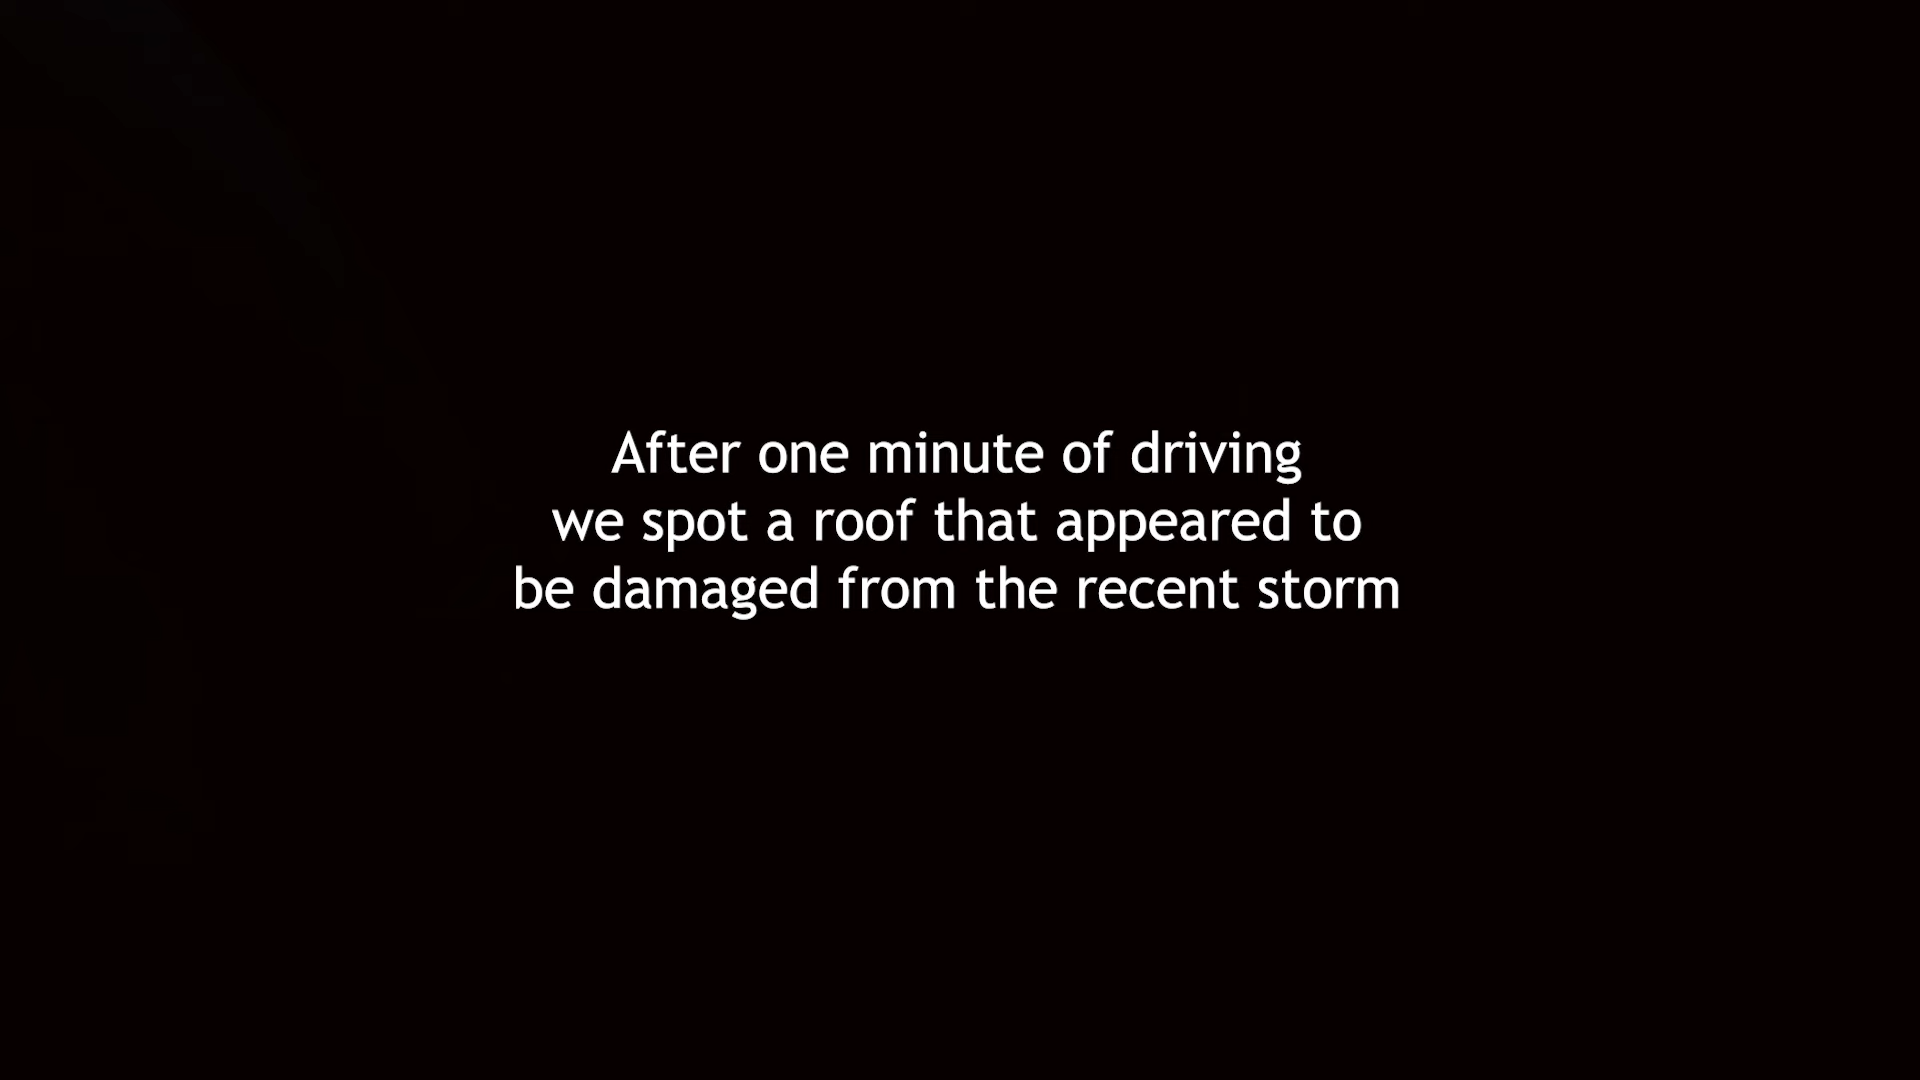 After one minute of driving
we spot a roof that appeared to
be damaged from the recent storm